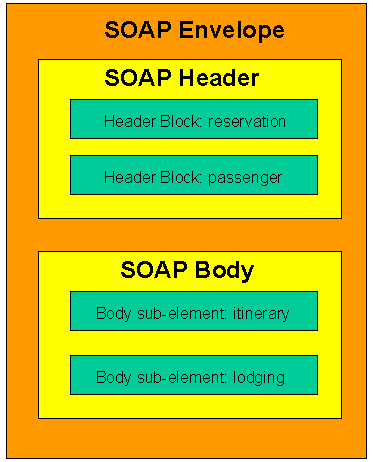 SOAP Envelope
SOAP Header
Header Block: reservation
Header Block: passenger
SOAP Body
Body sub-element: itinerary
Body sub-element: lodging